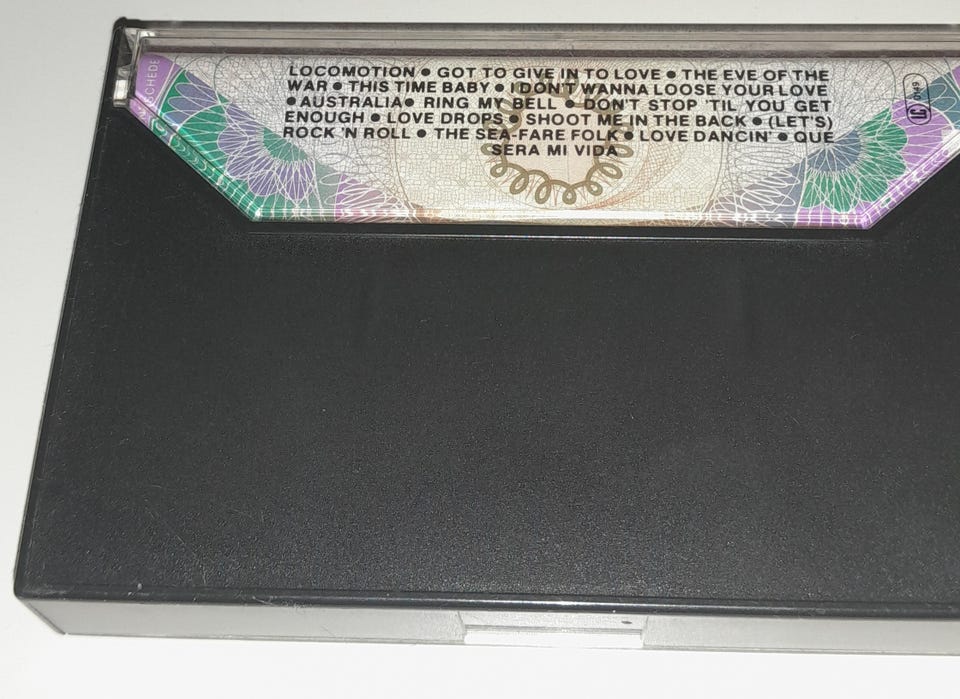 LOCOMOTION ● GOT TO GIVE IN TO LOVE ● THE EVE OF THE
WAR ● THIS TIME BABY ● I DON'T WANNA LOOSE YOUR LOVE
● AUSTRALIA ● RING MY BELL ● DON'T STOP 'TIL YOU GET
ENOUGH ● LOVE DROPS ● SHOOT ME IN THE BACK ● (LET'S)
ROCK 'N ROLL ● THE SEA-FARE FOLK ● LOVE DANCIN' ● QUE
SERA MI VIDA
SCHEDE
LC